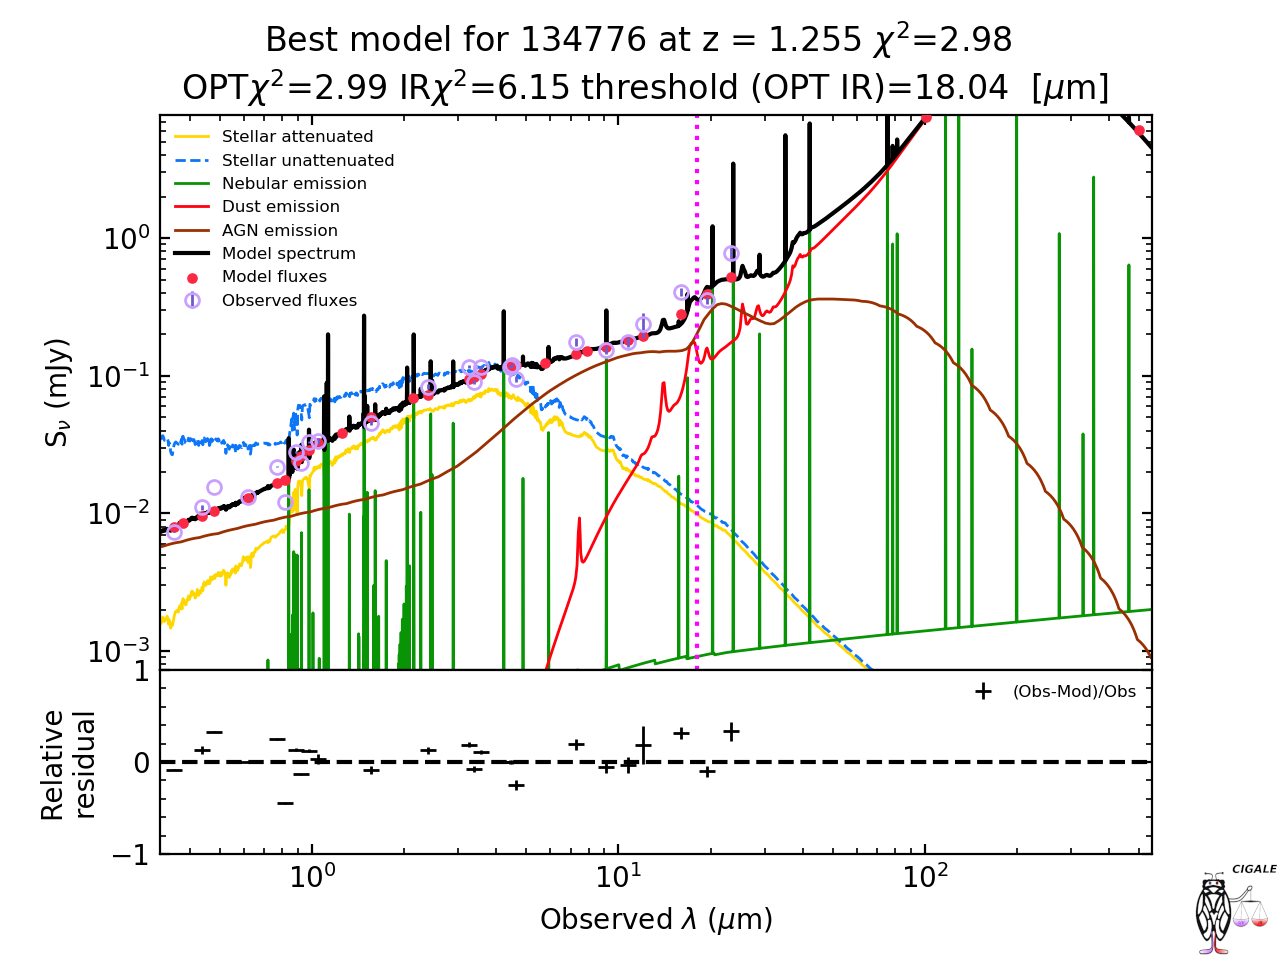 Best model for 134776 at z = 1.255 χ²=2.98
OPTχ²=2.99 IRχ²=6.15 threshold (OPT IR)=18.04 [μm]
Stellar attenuated
Stellar unattenuated
Nebular emission
Dust emission
AGN emission
Model spectrum
Model fluxes
Observed fluxes
10⁰
10⁻¹
10⁻²
10⁻³
S_ν (mJy)
(Obs-Mod)/Obs
1
0
−1
Relative
residual
10⁰ 10¹ 10²
Observed λ (μm)
CIGALE